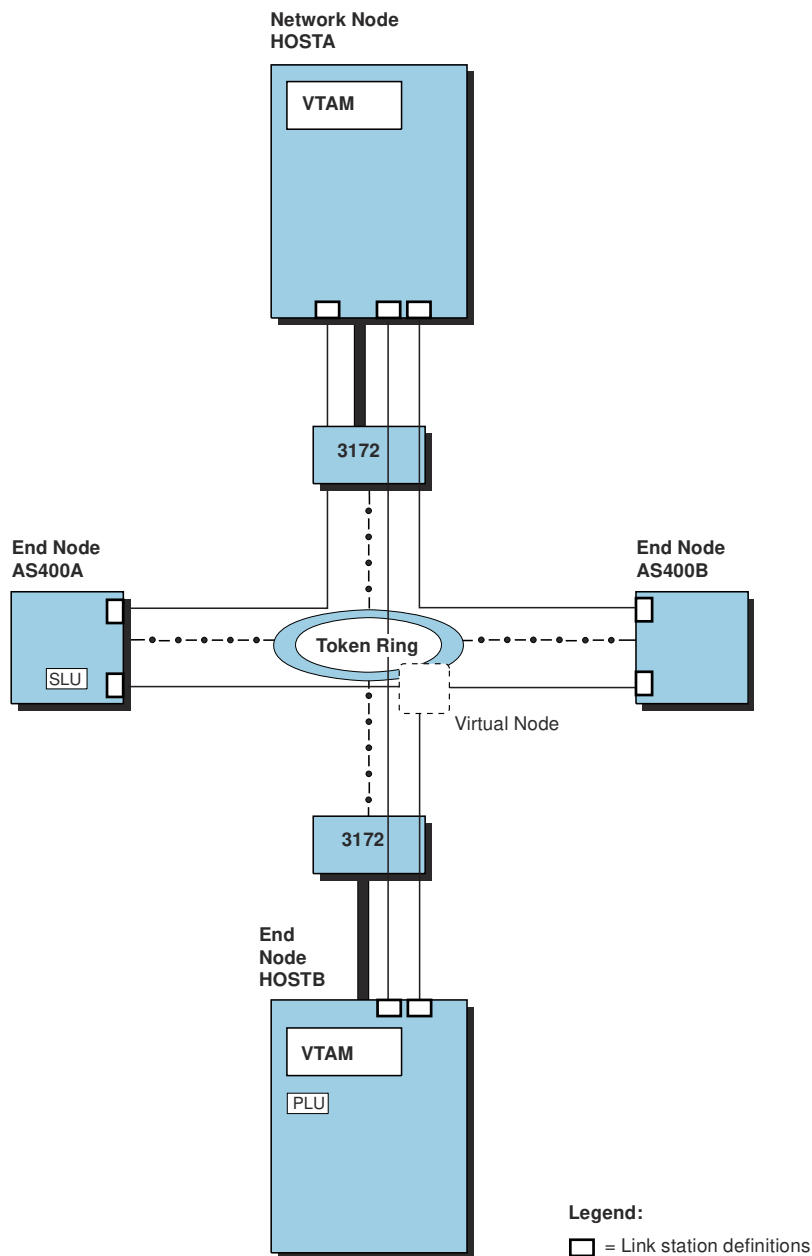 Network Node
HOSTA
VTAM
3172
End Node
AS400A
End Node
AS400B
Token Ring
SLU
Virtual Node
3172
End
Node
HOSTB
VTAM
PLU
Legend:
= Link station definitions